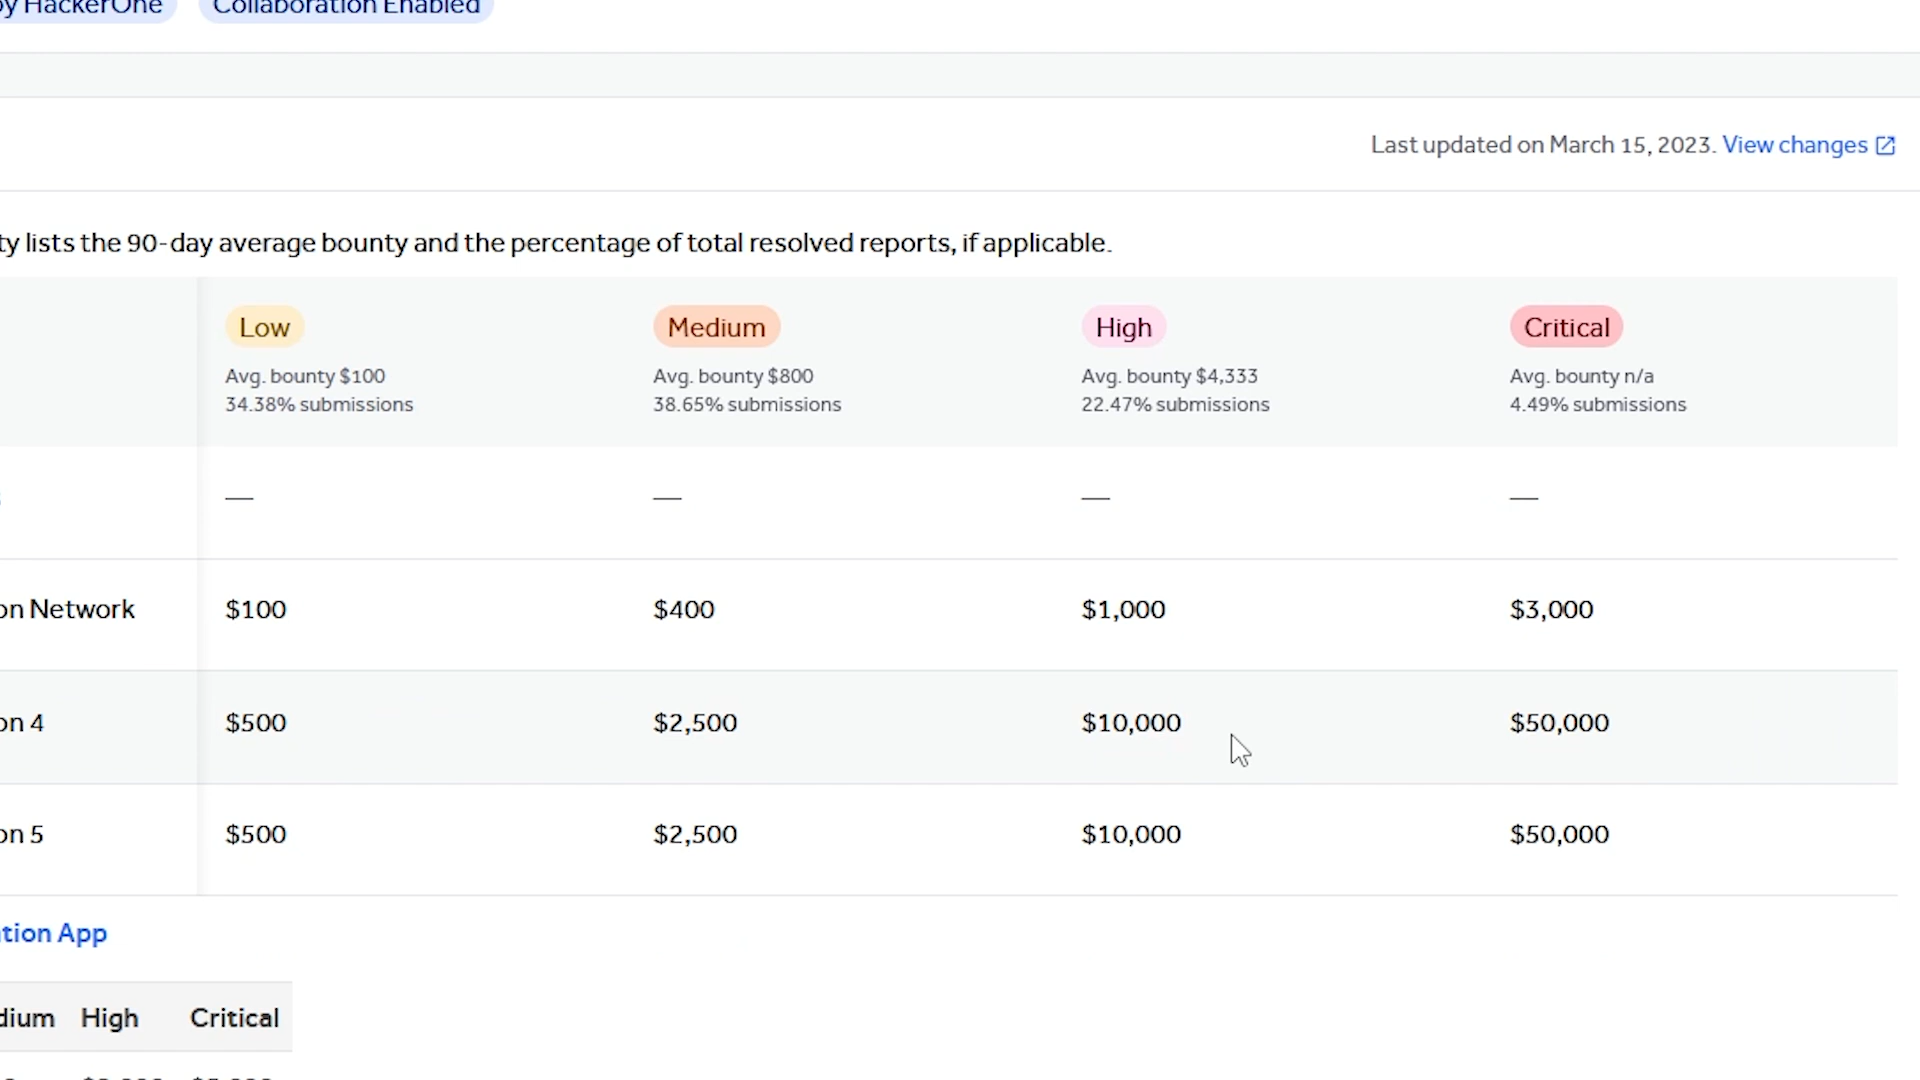 by HackerOne Collaboration Enabled
Last updated on March 15, 2023. View changes
ty lists the 90-day average bounty and the percentage of total resolved reports, if applicable.
Low Medium High Critical
Avg. bounty $100 Avg. bounty $800 Avg. bounty $4,333 Avg. bounty n/a
34.38% submissions 38.65% submissions 22.47% submissions 4.49% submissions
— — — —
on Network $100 $400 $1,000 $3,000
on 4 $500 $2,500 $10,000 $50,000
on 5 $500 $2,500 $10,000 $50,000
ation App
dium High Critical